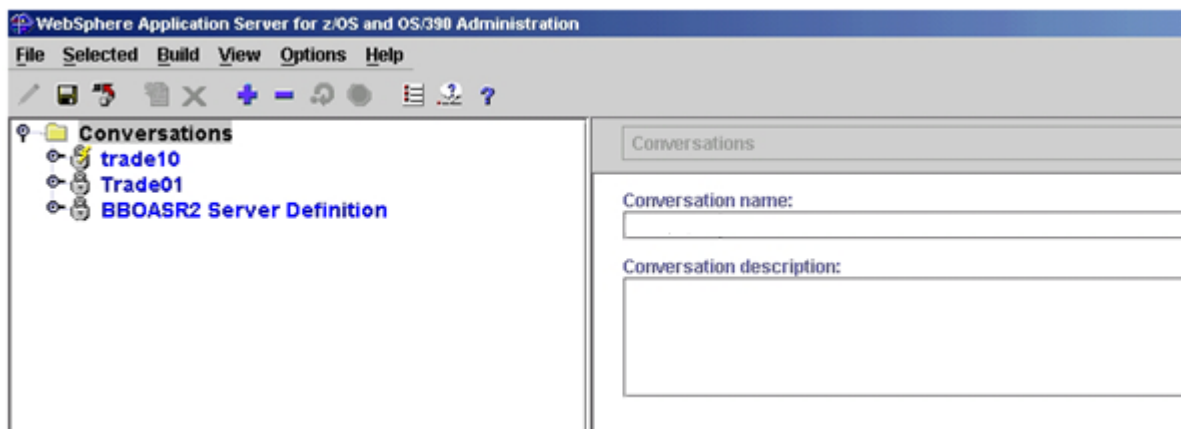 WebSphere Application Server for z/OS and OS/390 Administration
File Selected Build View Options Help
Conversations
trade10
Trade01
BBOASR2 Server Definition
Conversations
Conversation name:
Conversation description: